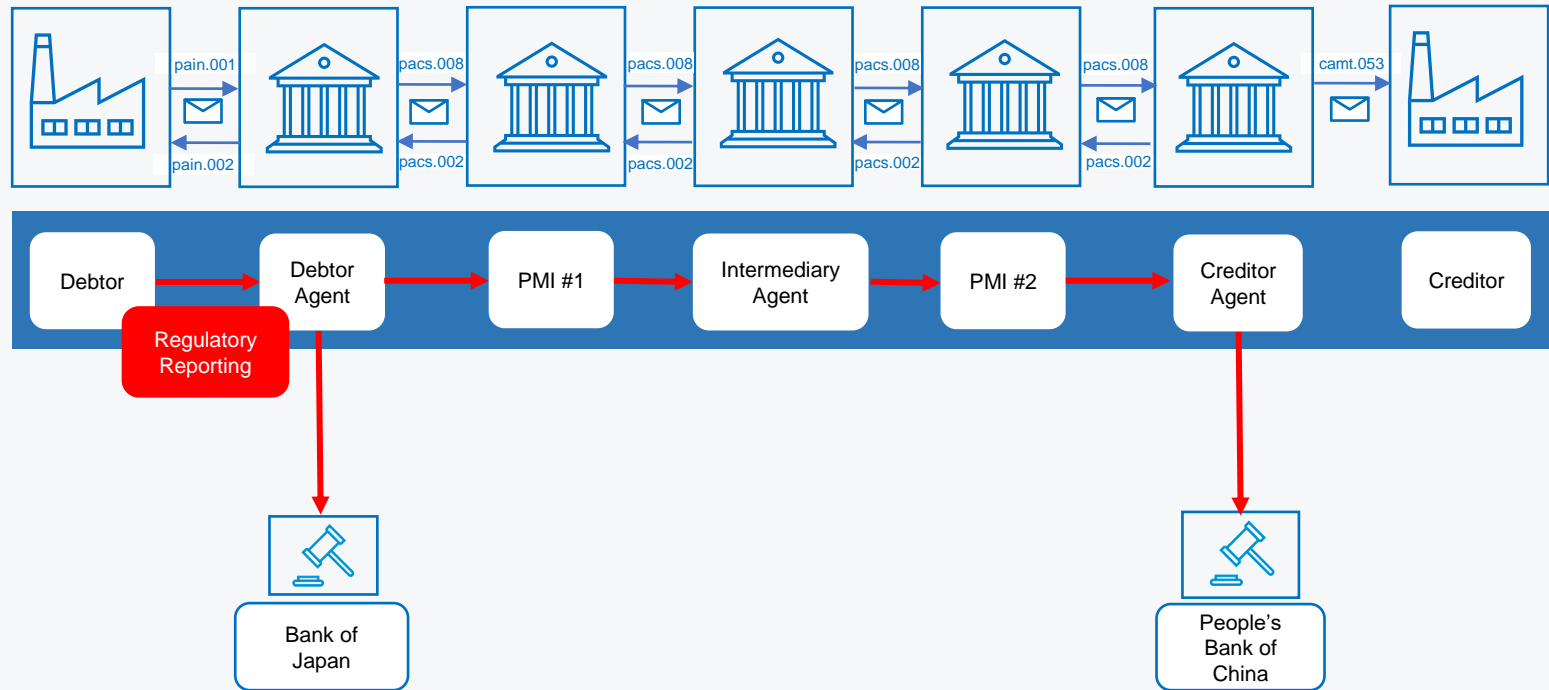 pain.001
pacs.008
pacs.008
pacs.008
pacs.008
camt.053
pain.002
pacs.002
pacs.002
pacs.002
pacs.002
Debtor
Debtor
Agent
PMI #1
Intermediary
Agent
PMI #2
Creditor
Agent
Creditor
Regulatory
Reporting
Bank of
Japan
People’s
Bank of
China